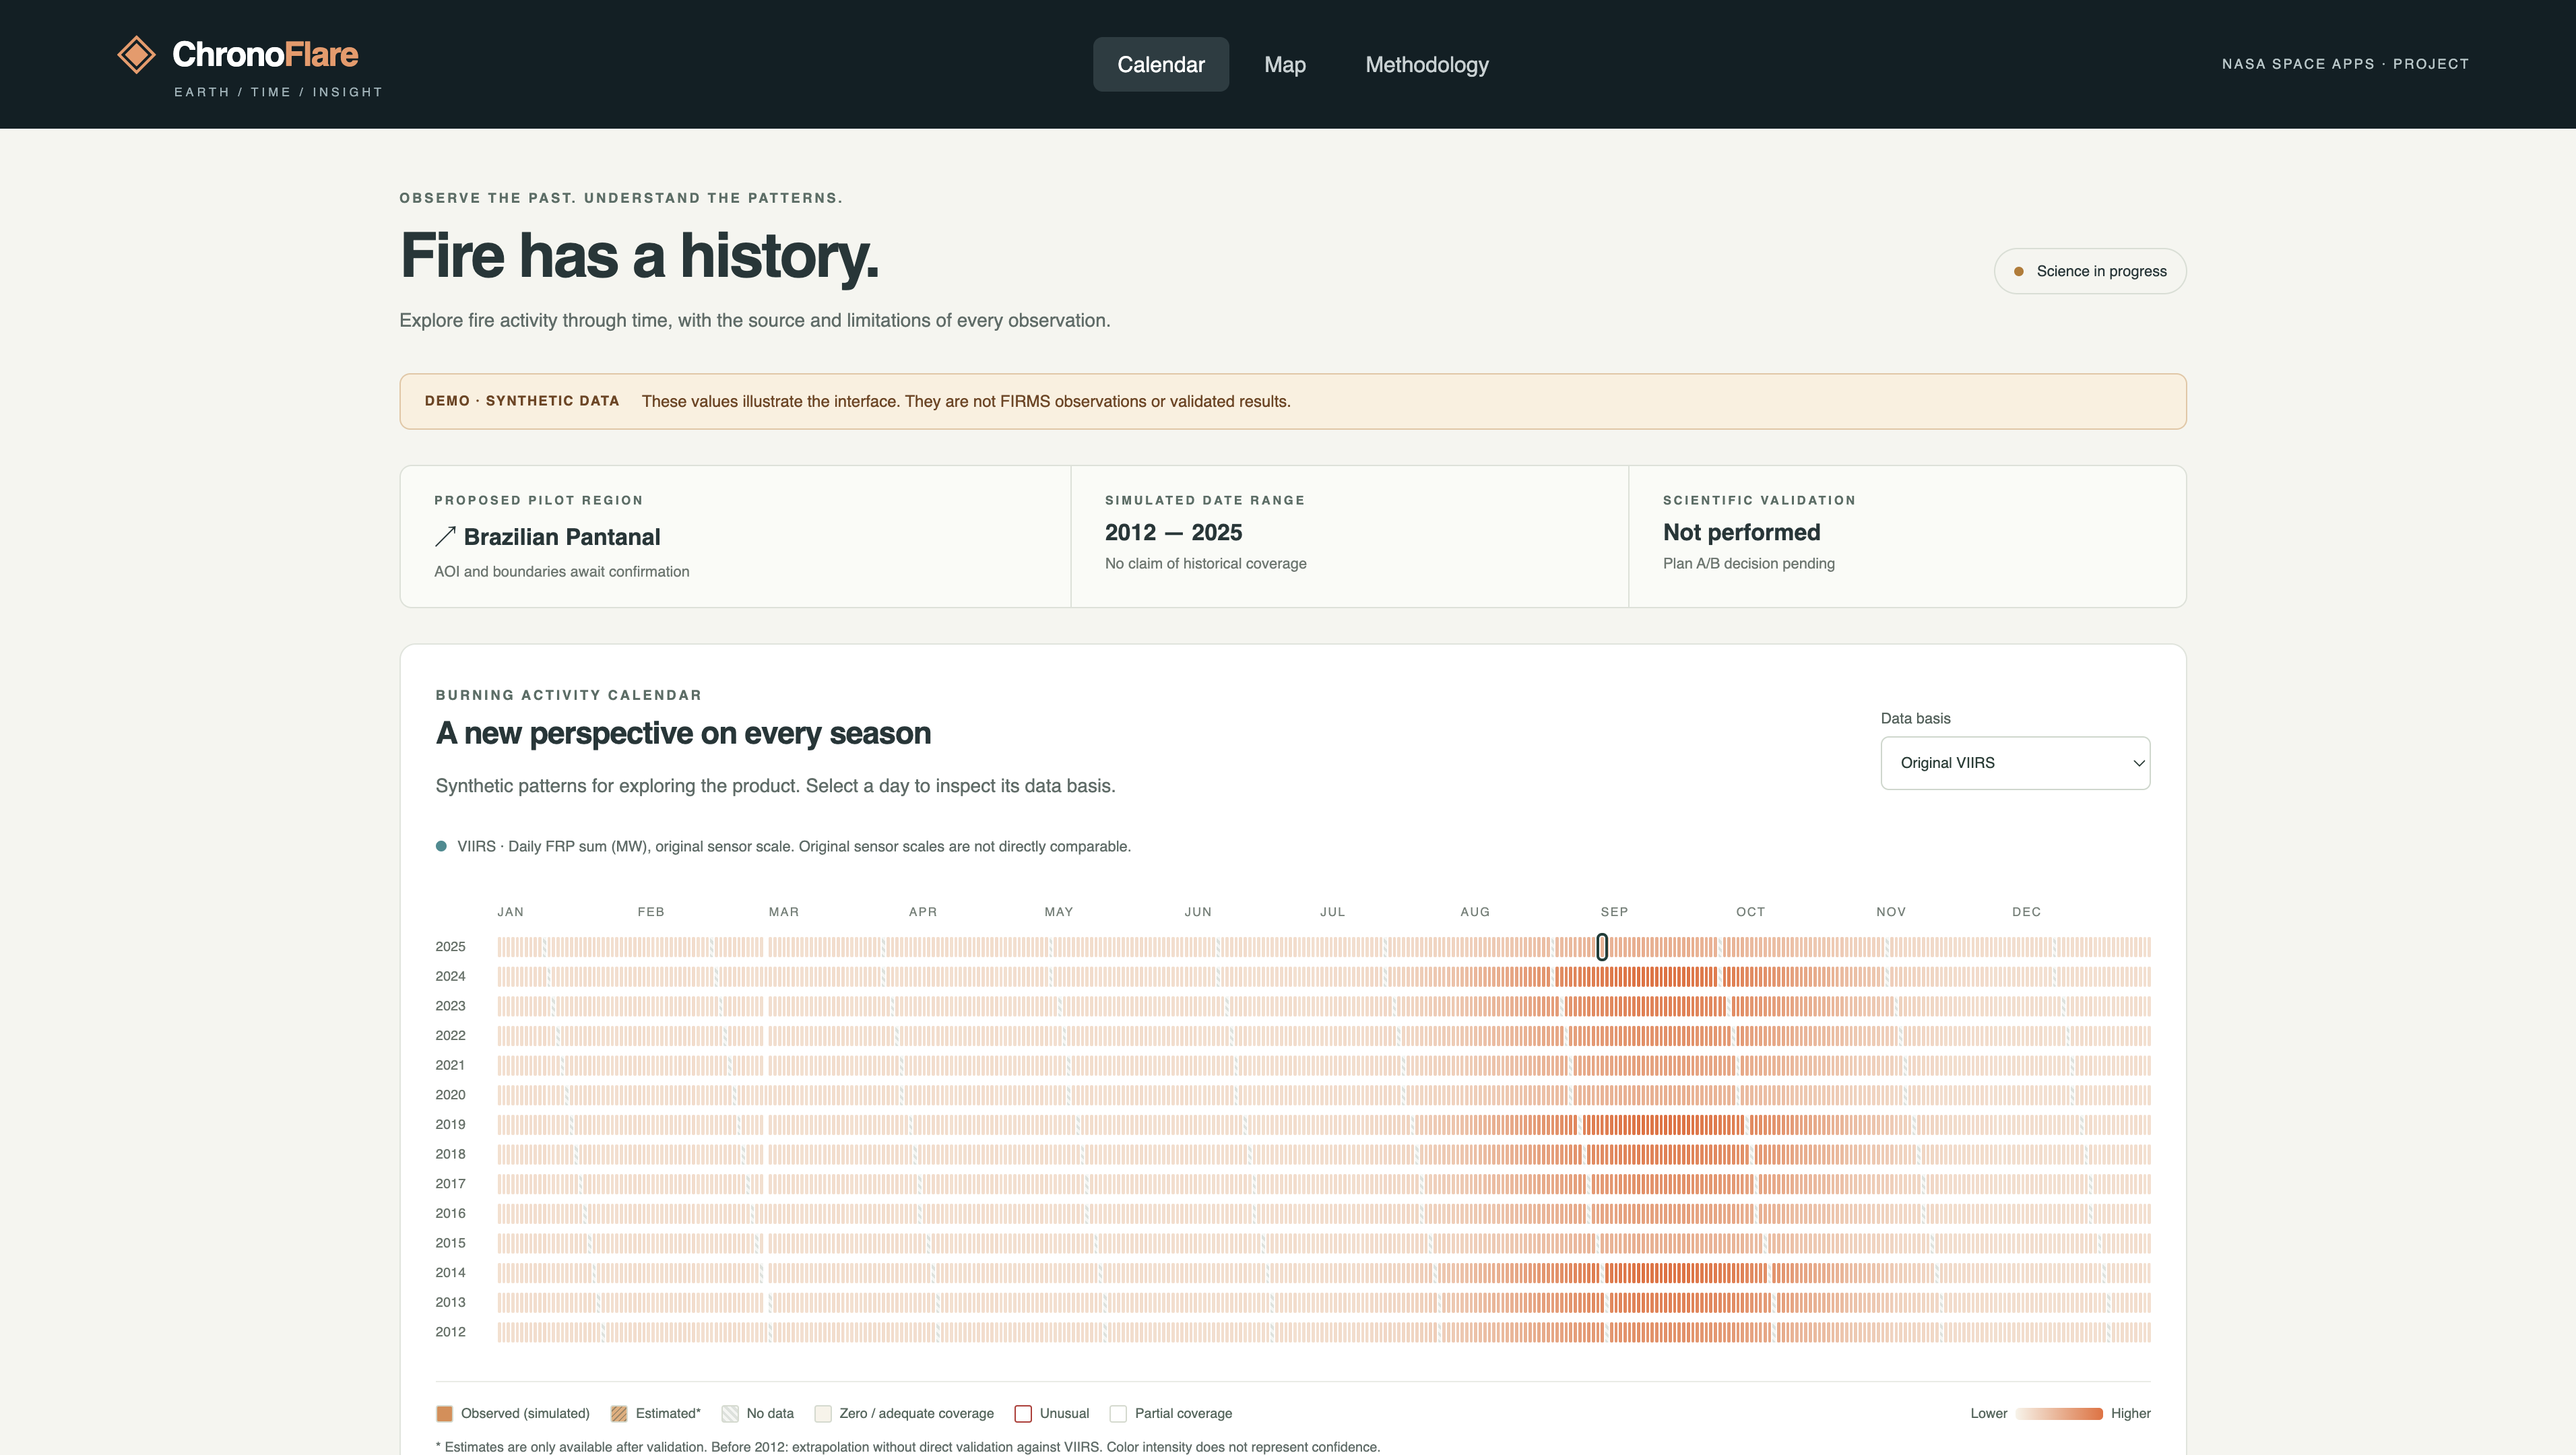 ChronoFlare
EARTH / TIME / INSIGHT
Calendar
Map
Methodology
NASA SPACE APPS · PROJECT
OBSERVE THE PAST. UNDERSTAND THE PATTERNS.
Fire has a history.
Science in progress
Explore fire activity through time, with the source and limitations of every observation.
DEMO · SYNTHETIC DATA These values illustrate the interface. They are not FIRMS observations or validated results.
PROPOSED PILOT REGION
Brazilian Pantanal
AOI and boundaries await confirmation
SIMULATED DATE RANGE
2012 — 2025
No claim of historical coverage
SCIENTIFIC VALIDATION
Not performed
Plan A/B decision pending
BURNING ACTIVITY CALENDAR
A new perspective on every season
Synthetic patterns for exploring the product. Select a day to inspect its data basis.
Data basis
Original VIIRS
VIIRS · Daily FRP sum (MW), original sensor scale. Original sensor scales are not directly comparable.
JAN FEB MAR APR MAY JUN JUL AUG SEP OCT NOV DEC
2025
2024
2023
2022
2021
2020
2019
2018
2017
2016
2015
2014
2013
2012
Observed (simulated) Estimated* No data Zero / adequate coverage Unusual Partial coverage
Lower Higher
* Estimates are only available after validation. Before 2012: extrapolation without direct validation against VIIRS. Color intensity does not represent confidence.